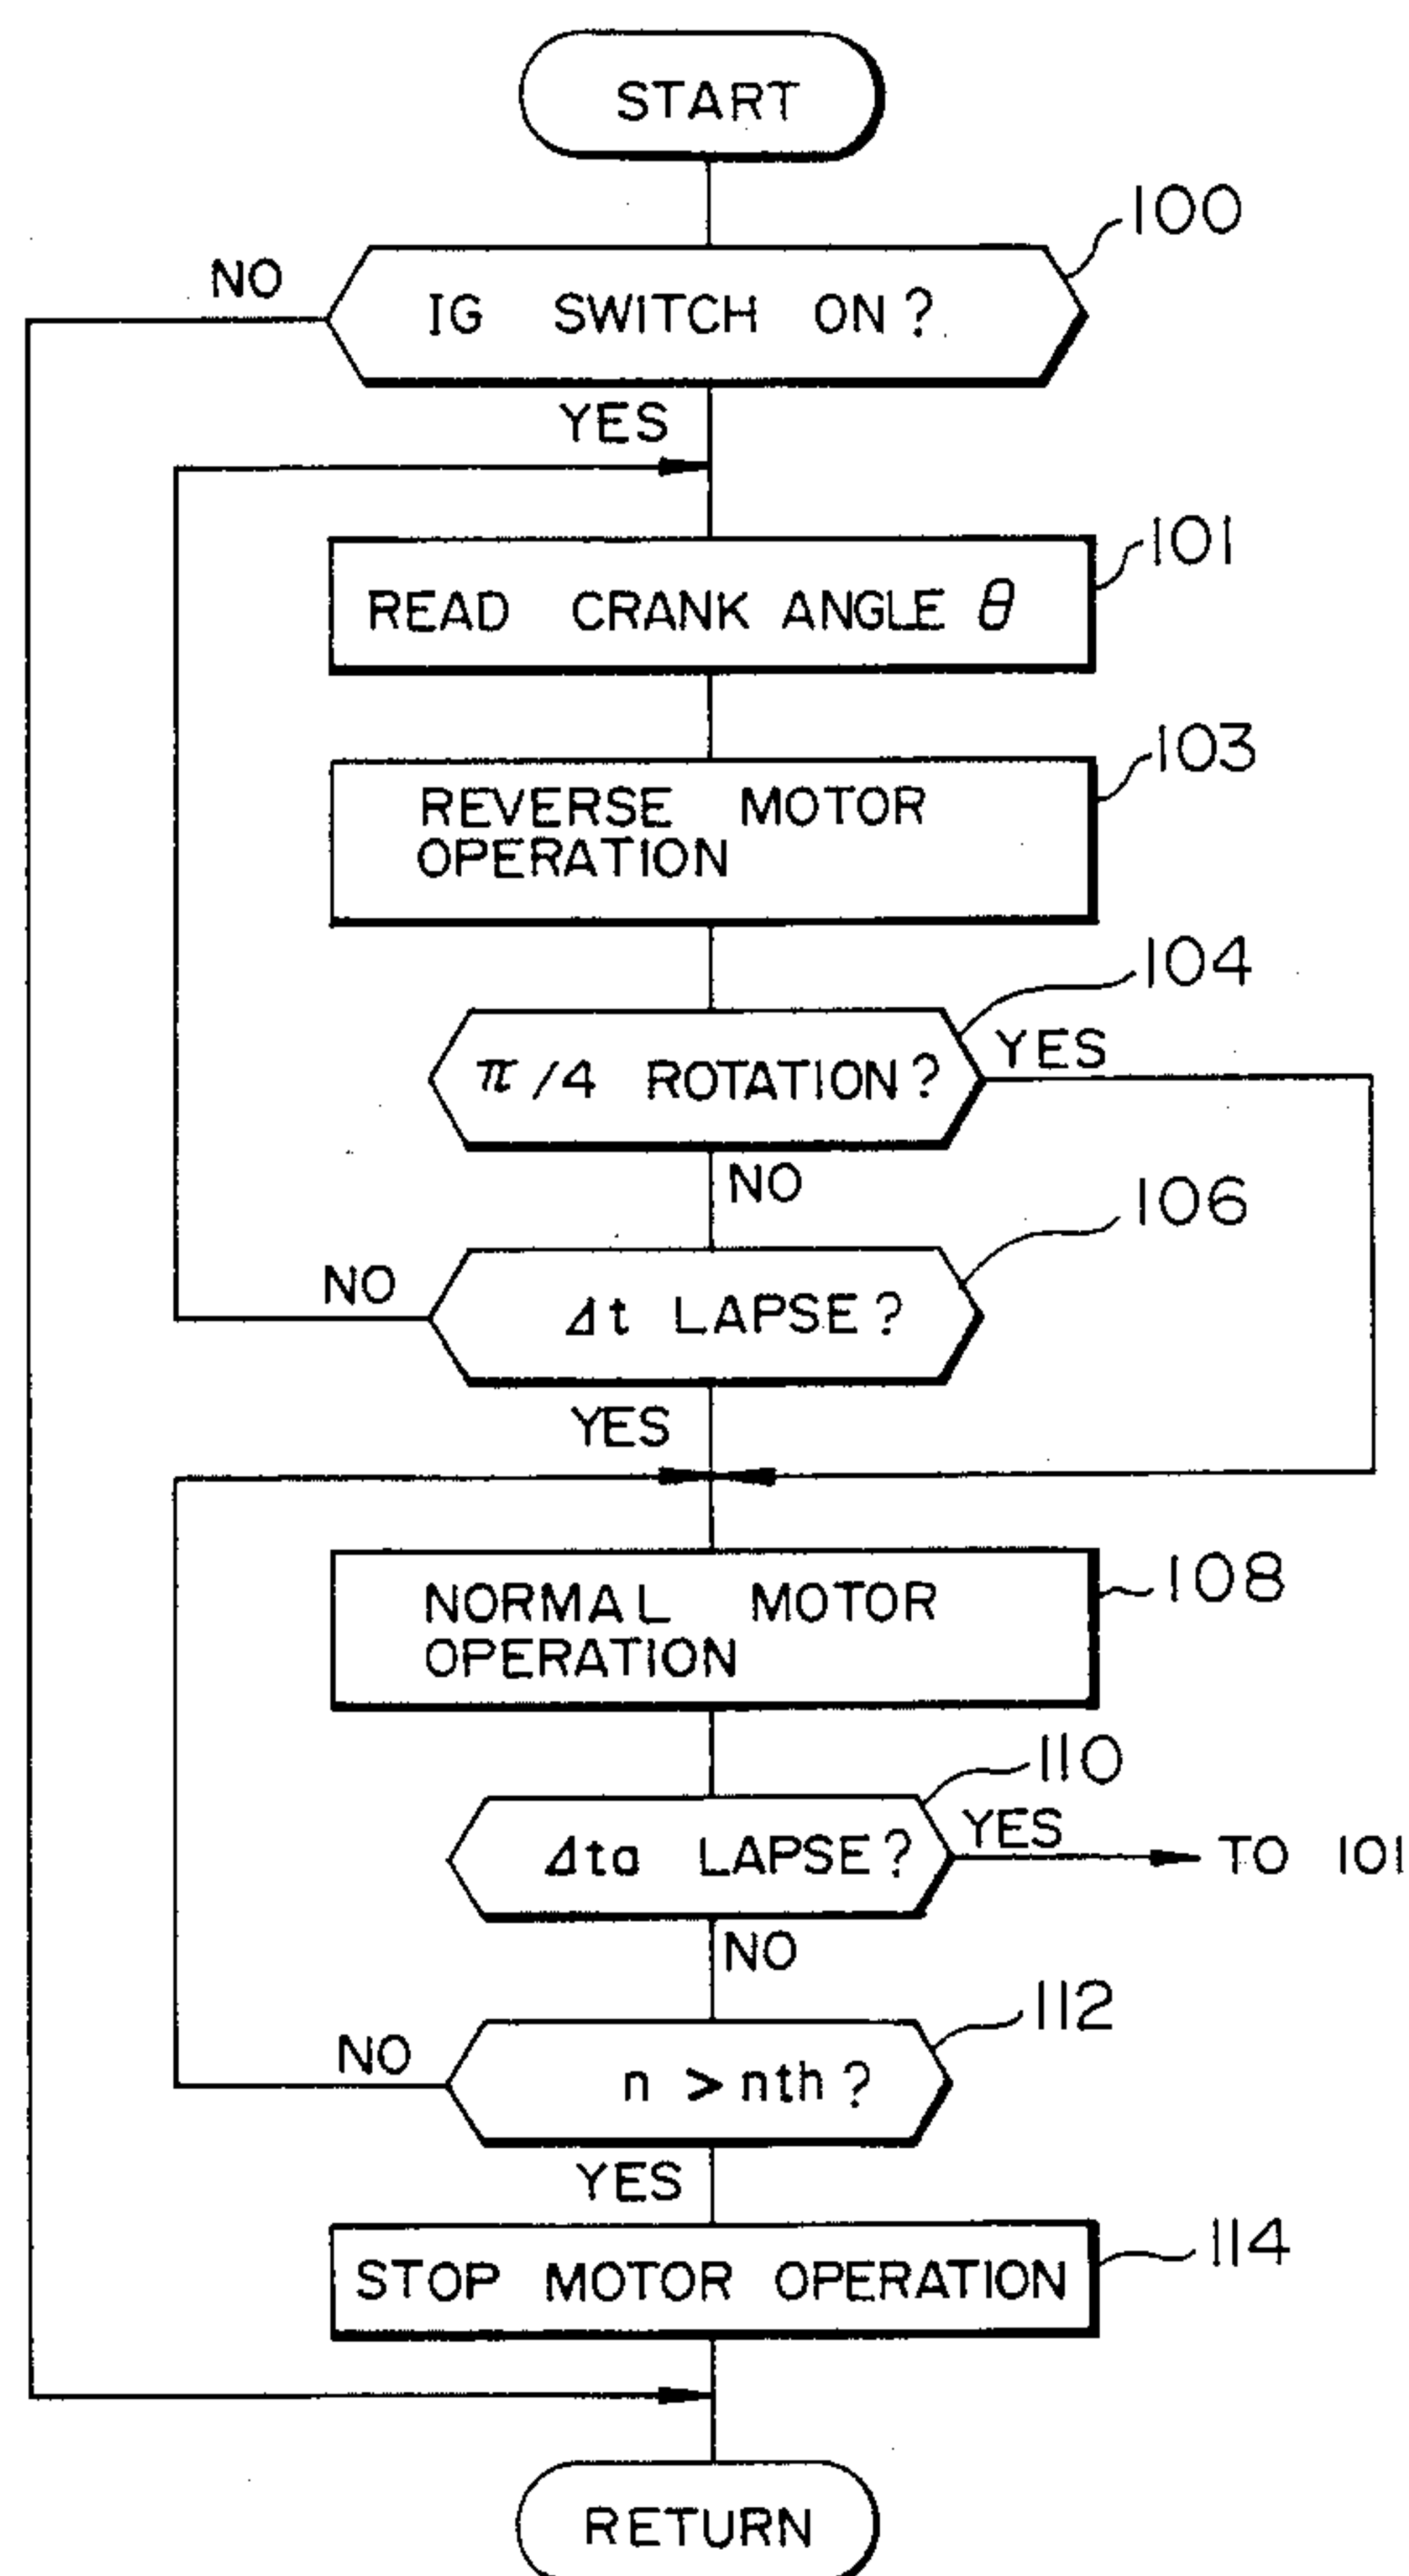 START
100
NO
IG SWITCH ON?
YES
101
READ CRANK ANGLE θ
103
REVERSE MOTOR
OPERATION
104
YES
π/4 ROTATION?
NO
106
NO
Δt LAPSE?
YES
108
NORMAL MOTOR
OPERATION
110
YES
Δta LAPSE?
TO 101
NO
112
NO
n > nth?
YES
114
STOP MOTOR OPERATION
RETURN